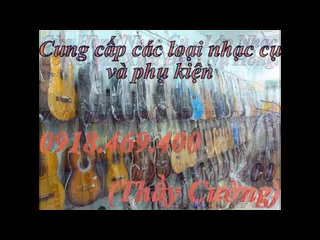 Cung cấp các loại nhạc cụ
và phụ kiện
0918.469.400
(Thầy Cường)